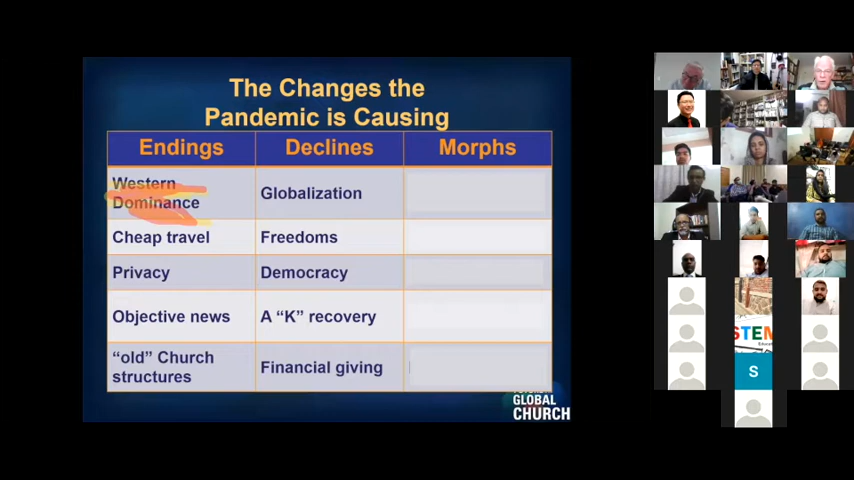 The Changes the
Pandemic is Causing
Endings Declines Morphs
Western
Dominance
Globalization
Cheap travel Freedoms
Privacy Democracy
Objective news A “K” recovery
“old” Church
structures
Financial giving
GLOBAL
CHURCH
STEM
S